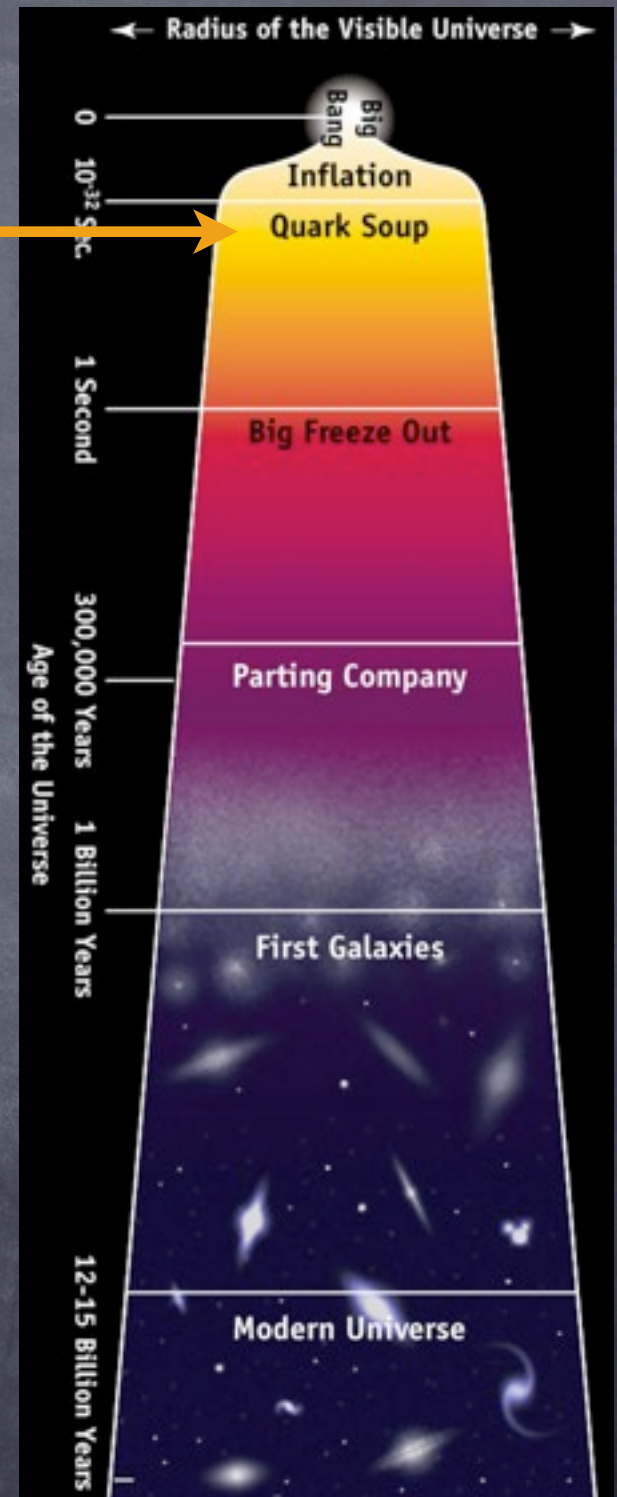 Radius of the Visible Universe
Big
Bang
0
Inflation
10-32 Sec.
Quark Soup
1 Second
Big Freeze Out
300,000 Years
Parting Company
Age of the Universe
1 Billion Years
First Galaxies
12-15 Billion Years
Modern Universe